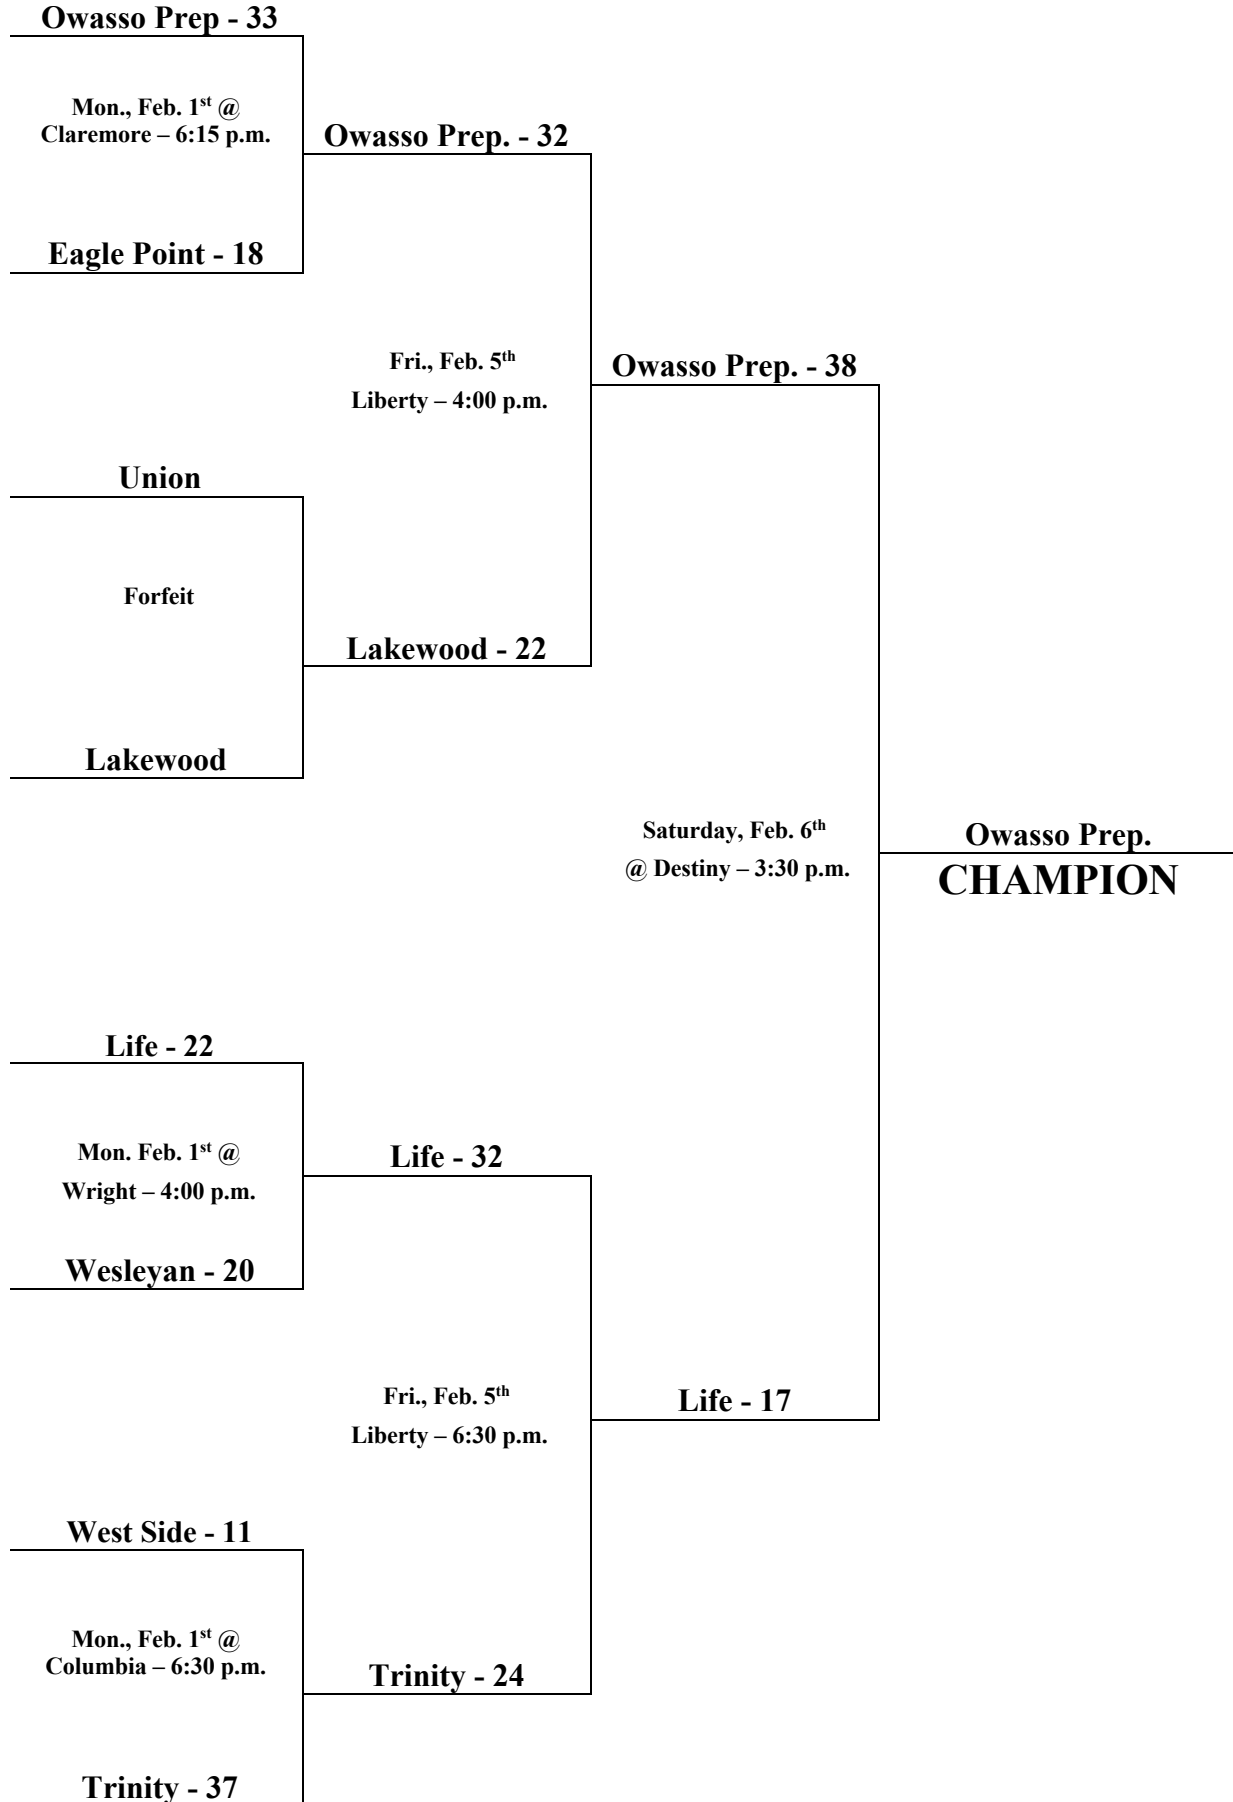 Owasso Prep - 33
Mon., Feb. 1st @
Claremore – 6:15 p.m.
Owasso Prep. - 32
Eagle Point - 18
Fri., Feb. 5th
Liberty – 4:00 p.m.
Owasso Prep. - 38
Union
Forfeit
Lakewood - 22
Lakewood
Saturday, Feb. 6th
@ Destiny – 3:30 p.m.
Owasso Prep.
CHAMPION
Life - 22
Mon. Feb. 1st @
Wright – 4:00 p.m.
Life - 32
Wesleyan - 20
Fri., Feb. 5th
Liberty – 6:30 p.m.
Life - 17
West Side - 11
Mon., Feb. 1st @
Columbia – 6:30 p.m.
Trinity - 24
Trinity - 37